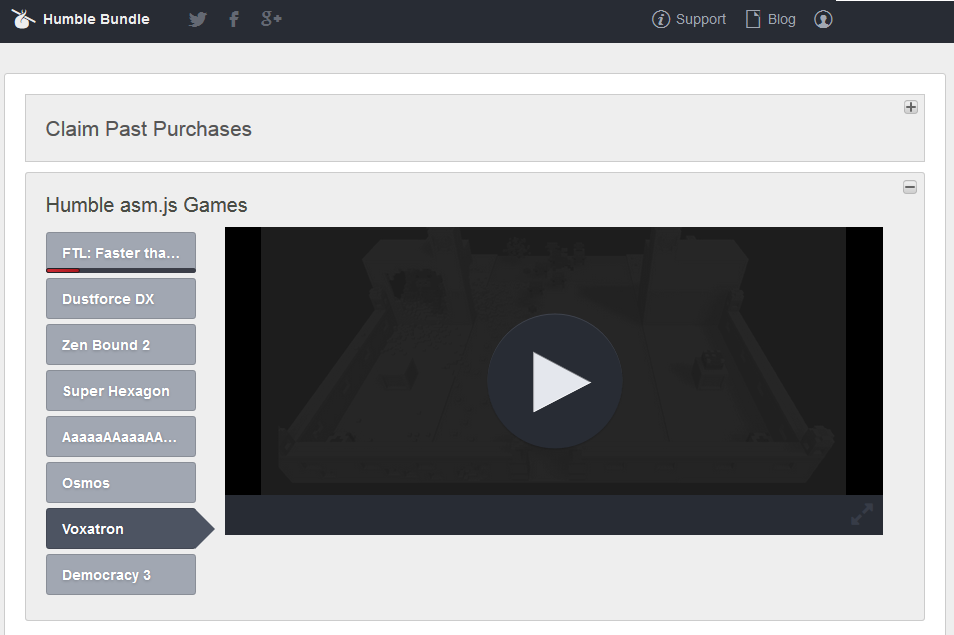 Humble Bundle
Support
Blog
Claim Past Purchases
Humble asm.js Games
FTL: Faster tha...
Dustforce DX
Zen Bound 2
Super Hexagon
AaaaaAAaaaAA...
Osmos
Voxatron
Democracy 3